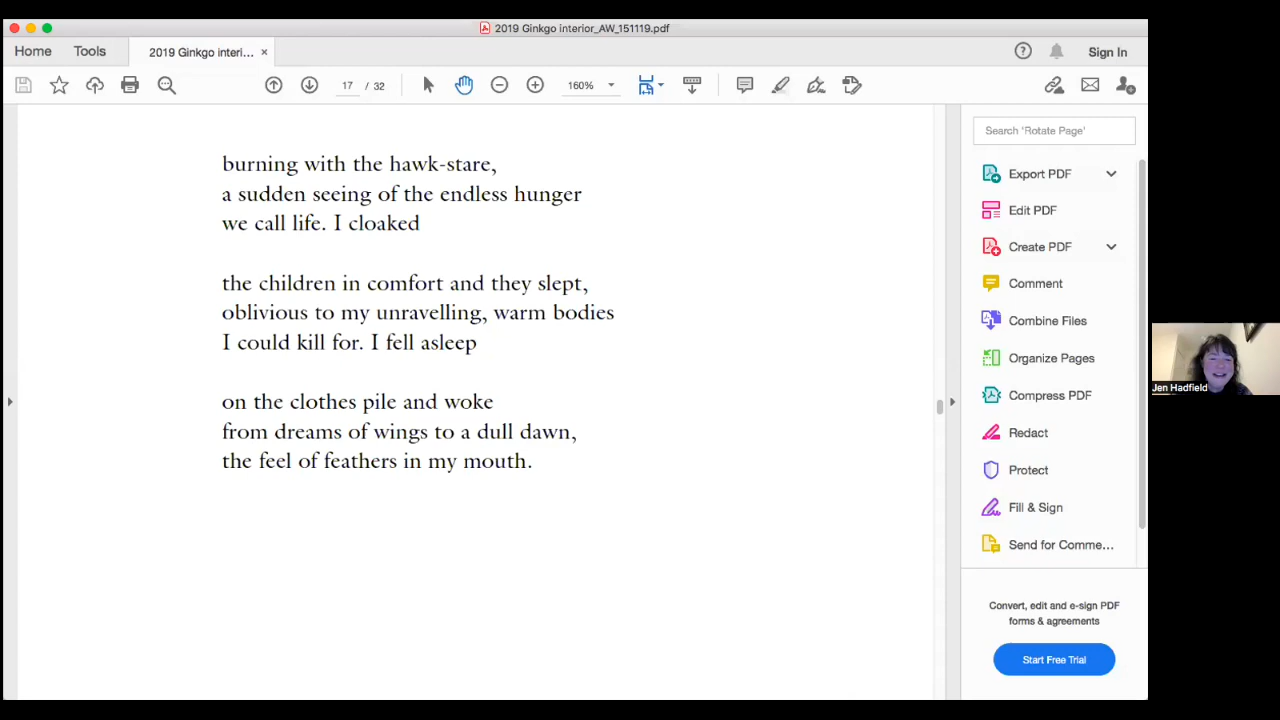 2019 Ginkgo interior_AW_151119.pdf
Home
Tools
2019 Ginkgo interi...
Sign In
17 / 32
160%
burning with the hawk-stare,
a sudden seeing of the endless hunger
we call life. I cloaked
the children in comfort and they slept,
oblivious to my unravelling, warm bodies
I could kill for. I fell asleep
on the clothes pile and woke
from dreams of wings to a dull dawn,
the feel of feathers in my mouth.
Search 'Rotate Page'
Export PDF
Edit PDF
Create PDF
Comment
Combine Files
Organize Pages
Compress PDF
Redact
Protect
Fill & Sign
Send for Comme...
Convert, edit and e-sign PDF
forms & agreements
Start Free Trial
Jen Hadfield